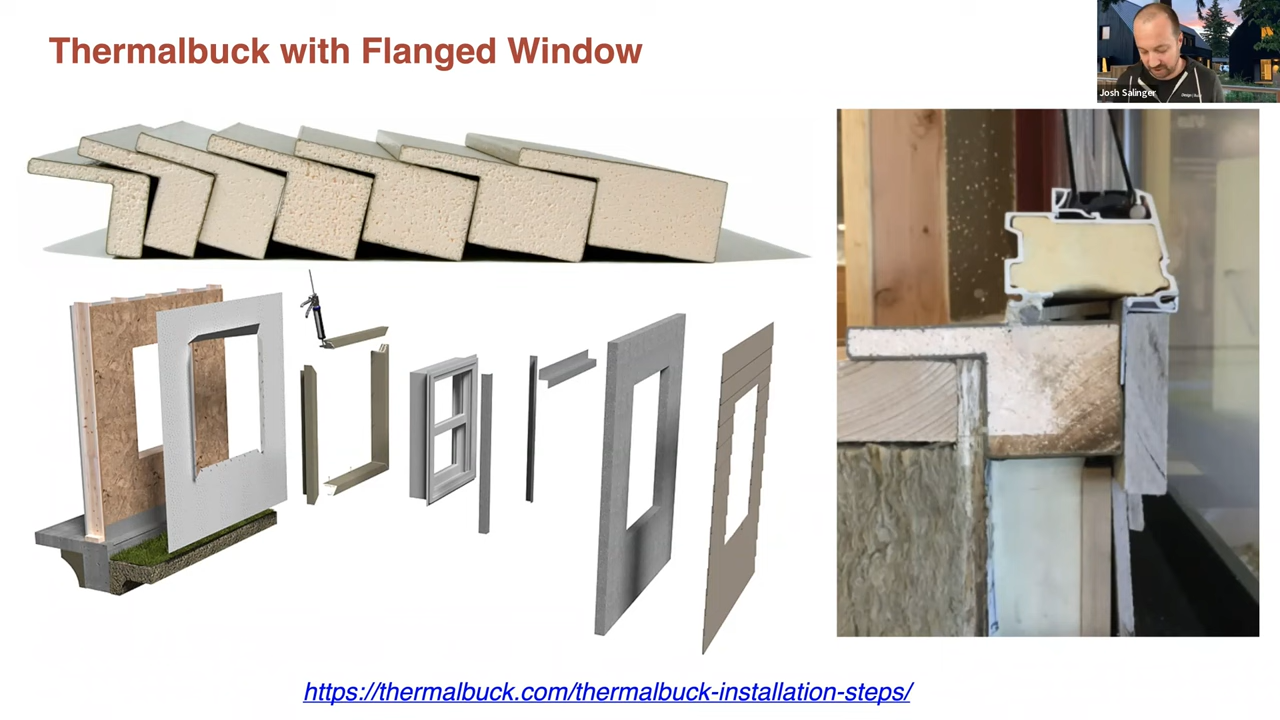 Thermalbuck with Flanged Window
Josh Salinger
https://thermalbuck.com/thermalbuck-installation-steps/